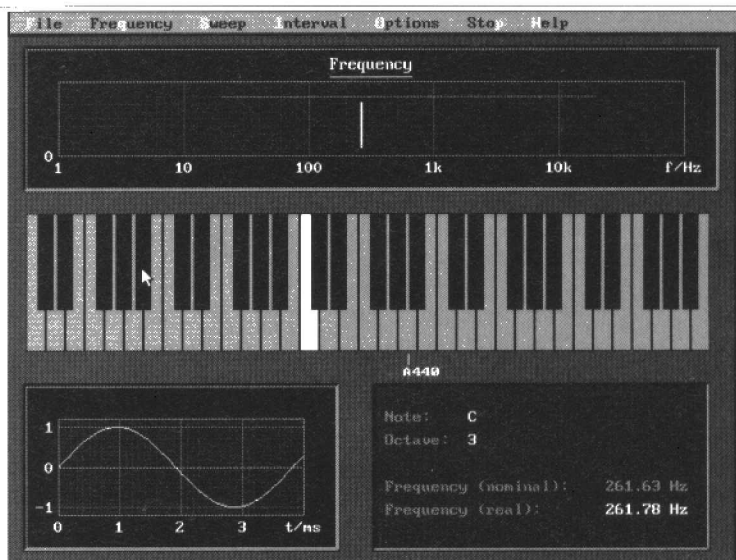 File Frequency Sweep Interval Options Stop Help
Frequency
0
1 10 100 1k 10k f/Hz
A440
1
0
-1
0 1 2 3 t/ms
Note: C
Octave: 3
Frequency (nominal): 261.63 Hz
Frequency (real): 261.78 Hz